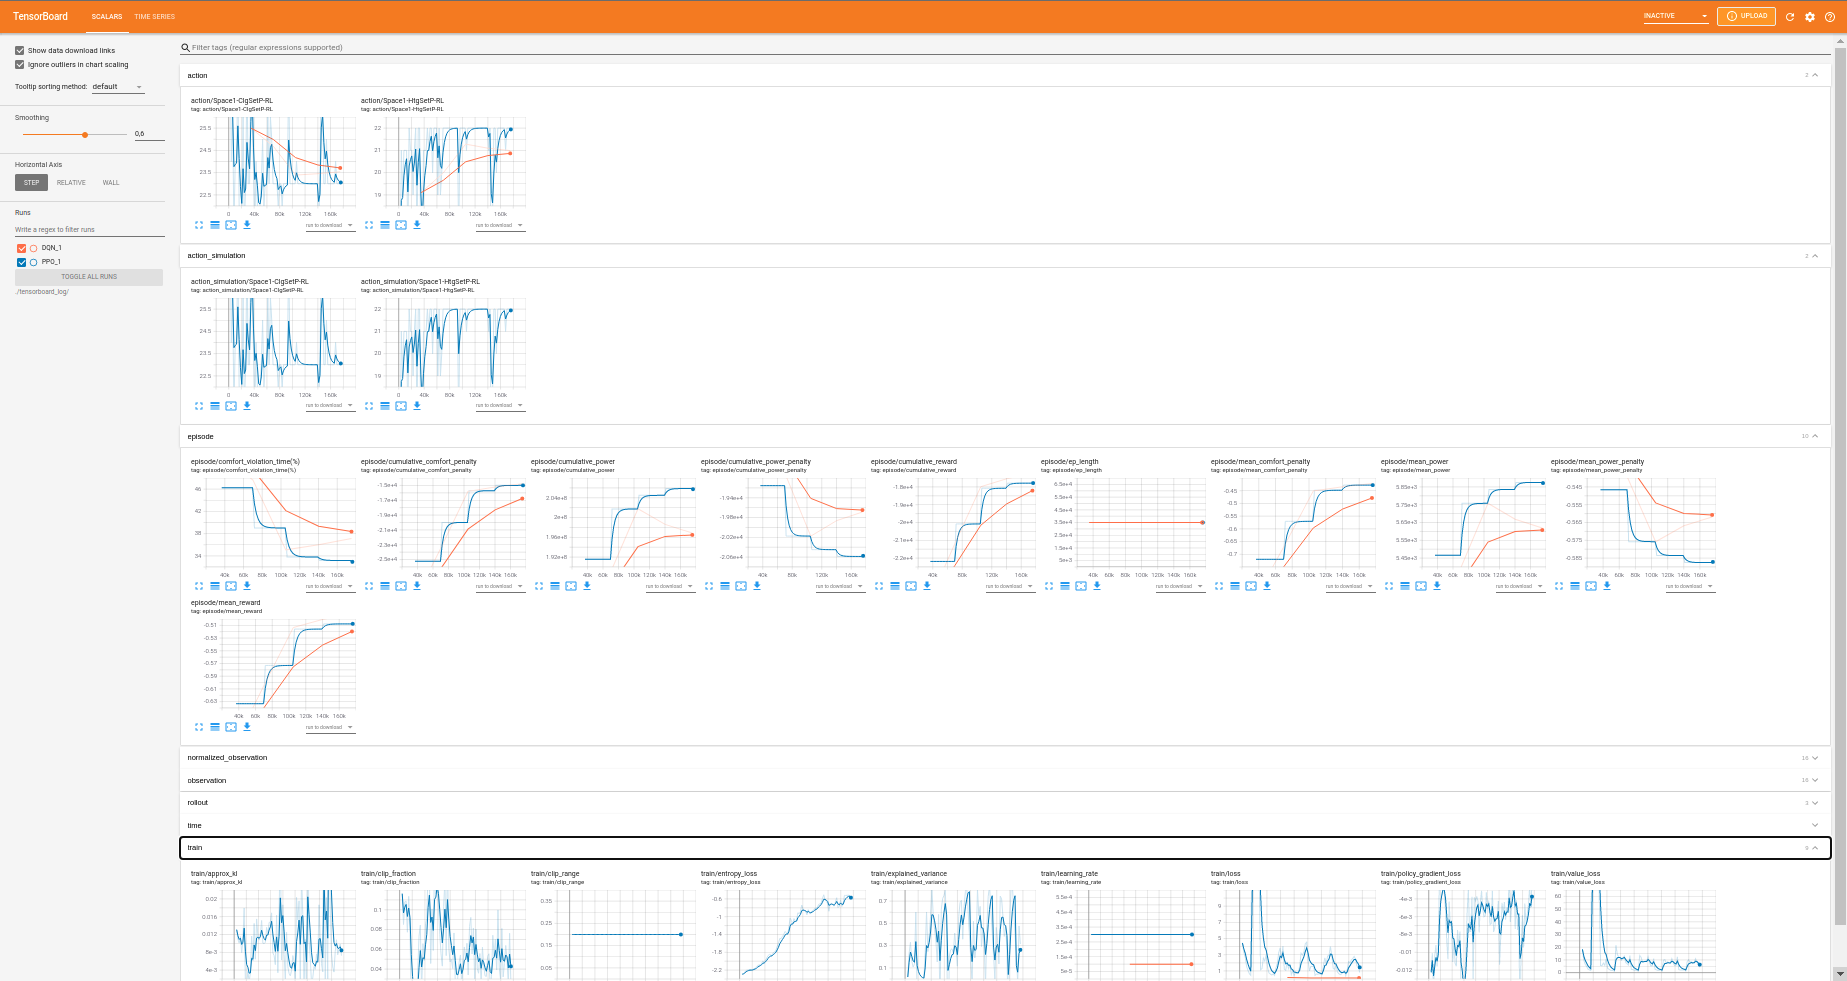 TensorBoard
SCALARS
TIME SERIES
INACTIVE
UPLOAD
Show data download links
Ignore outliers in chart scaling
Tooltip sorting method: default
Smoothing
0,6
Horizontal Axis
STEP RELATIVE WALL
Runs
Write a regex to filter runs
DQN_1
PPO_1
TOGGLE ALL RUNS
./tensorboard_log/
Filter tags (regular expressions supported)
action
2
action/Space1-ClgSetP-RL
tag: action/Space1-ClgSetP-RL
25.5
24.5
23.5
22.5
0 40k 80k 120k 160k
run to download
action/Space1-HtgSetP-RL
tag: action/Space1-HtgSetP-RL
22
21
20
19
0 40k 80k 120k 160k
run to download
action_simulation
2
action_simulation/Space1-ClgSetP-RL
tag: action_simulation/Space1-ClgSetP-RL
25.5
24.5
23.5
22.5
0 40k 80k 120k 160k
run to download
action_simulation/Space1-HtgSetP-RL
tag: action_simulation/Space1-HtgSetP-RL
22
21
20
19
0 40k 80k 120k 160k
run to download
episode
10
episode/comfort_violation_time(%)
tag: episode/comfort_violation_time(%)
46
42
38
34
40k 60k 80k 100k 120k 140k 160k
run to download
episode/cumulative_comfort_penalty
tag: episode/cumulative_comfort_penalty
-1.5e+4
-1.7e+4
-1.9e+4
-2.1e+4
-2.3e+4
-2.5e+4
40k 60k 80k 100k 120k 140k 160k
run to download
episode/cumulative_power
tag: episode/cumulative_power
2.04e+8
2e+8
1.96e+8
1.92e+8
40k 60k 80k 100k 120k 140k 160k
run to download
episode/cumulative_power_penalty
tag: episode/cumulative_power_penalty
-1.94e+4
-1.98e+4
-2.02e+4
-2.06e+4
40k 80k 120k 160k
run to download
episode/cumulative_reward
tag: episode/cumulative_reward
-1.8e+4
-1.9e+4
-2e+4
-2.1e+4
-2.2e+4
40k 80k 120k 160k
run to download
episode/ep_length
tag: episode/ep_length
6.5e+4
5.5e+4
4.5e+4
3.5e+4
2.5e+4
1.5e+4
5e+3
40k 60k 80k 100k 120k 140k 160k
run to download
episode/mean_comfort_penalty
tag: episode/mean_comfort_penalty
-0.45
-0.5
-0.55
-0.6
-0.65
-0.7
40k 60k 80k 100k 120k 140k 160k
run to download
episode/mean_power
tag: episode/mean_power
5.85e+3
5.75e+3
5.65e+3
5.55e+3
5.45e+3
40k 60k 80k 100k 120k 140k 160k
run to download
episode/mean_power_penalty
tag: episode/mean_power_penalty
-0.545
-0.555
-0.565
-0.575
-0.585
40k 60k 80k 100k 120k 140k 160k
run to download
episode/mean_reward
tag: episode/mean_reward
-0.51
-0.53
-0.55
-0.57
-0.59
-0.61
-0.63
40k 60k 80k 100k 120k 140k 160k
run to download
normalized_observation
16
observation
16
rollout
3
time
train
9
train/approx_kl
tag: train/approx_kl
0.02
0.016
0.012
8e-3
4e-3
train/clip_fraction
tag: train/clip_fraction
0.1
0.08
0.06
0.04
train/clip_range
tag: train/clip_range
0.35
0.25
0.15
0.05
train/entropy_loss
tag: train/entropy_loss
-0.6
-1
-1.4
-1.8
-2.2
train/explained_variance
tag: train/explained_variance
0.7
0.5
0.3
0.1
train/learning_rate
tag: train/learning_rate
5.5e-4
4.5e-4
3.5e-4
2.5e-4
1.5e-4
5e-5
train/loss
tag: train/loss
9
7
5
3
1
train/policy_gradient_loss
tag: train/policy_gradient_loss
-4e-3
-6e-3
-8e-3
-0.01
-0.012
train/value_loss
tag: train/value_loss
60
50
40
30
20
10
0